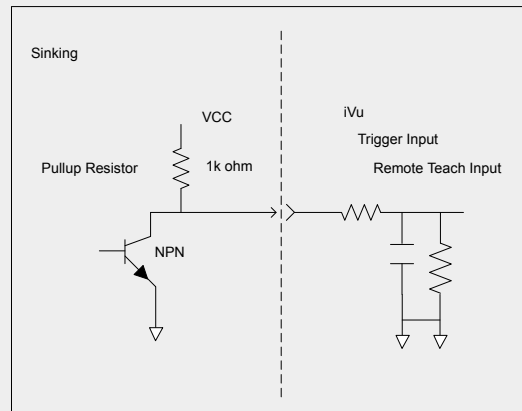 Sinking
VCC
iVu
Trigger Input
Pullup Resistor
1k ohm
Remote Teach Input
NPN